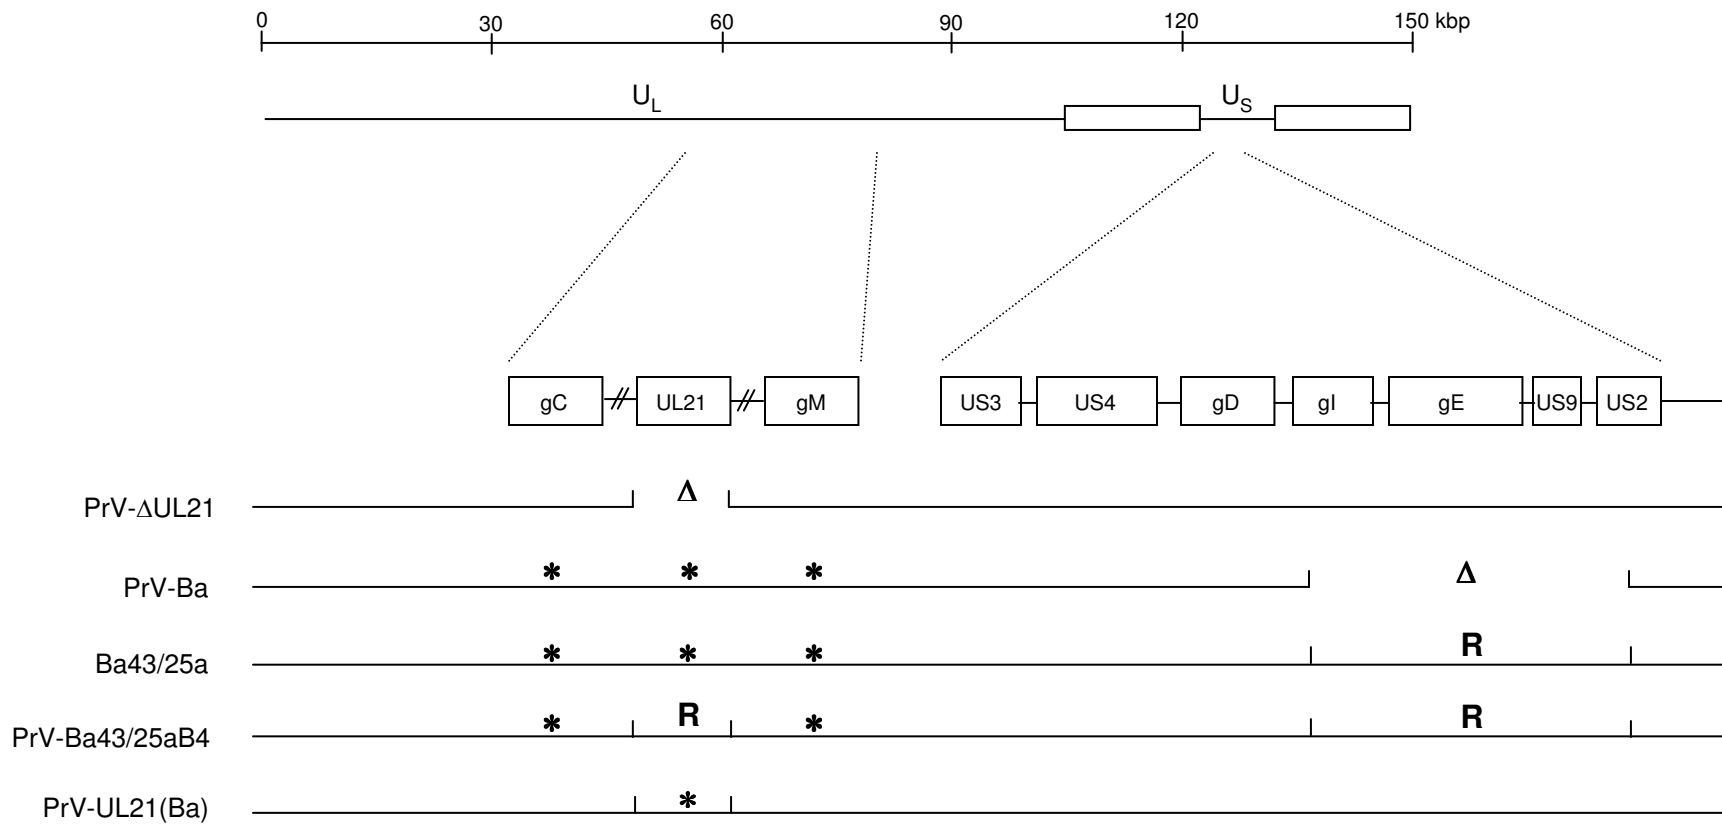 0 30 60 90 120 150 kbp
UL US
gC UL21 gM US3 US4 gD gI gE US9 US2
PrV-ΔUL21 Δ
PrV-Ba * * * Δ
Ba43/25a * * * R
PrV-Ba43/25aB4 * R * R
PrV-UL21(Ba) *